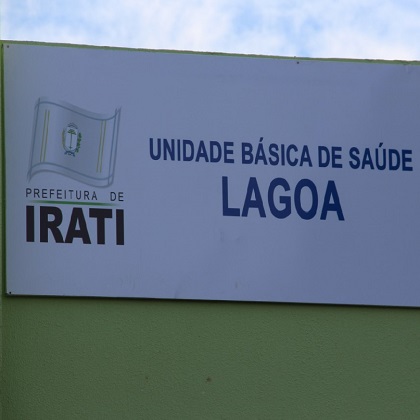 PREFEITURA DE
IRATI
UNIDADE BÁSICA DE SAÚDE
LAGOA